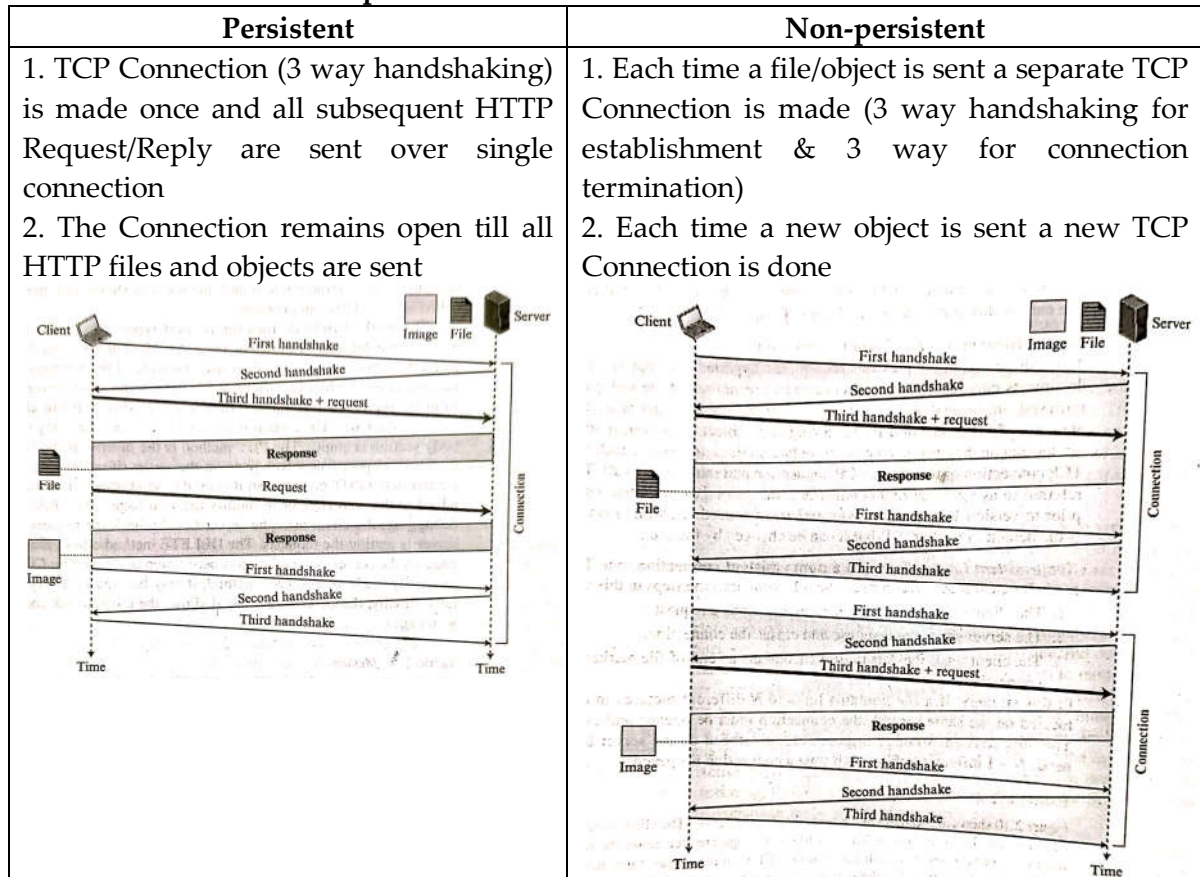 Persistent
1. TCP Connection (3 way handshaking)
is made once and all subsequent HTTP
Request/Reply are sent over single
connection
2. The Connection remains open till all
HTTP files and objects are sent
Client
Image
File
Server
First handshake
Second handshake
Third handshake + request
Response
File
Request
Response
Image
First handshake
Second handshake
Third handshake
Connection
Time
Time
Non-persistent
1. Each time a file/object is sent a separate TCP
Connection is made (3 way handshaking for
establishment & 3 way for connection
termination)
2. Each time a new object is sent a new TCP
Connection is done
Client
Image
File
Server
First handshake
Second handshake
Third handshake + request
Response
File
First handshake
Second handshake
Third handshake
Connection
First handshake
Second handshake
Third handshake + request
Response
Image
First handshake
Second handshake
Third handshake
Connection
Time
Time